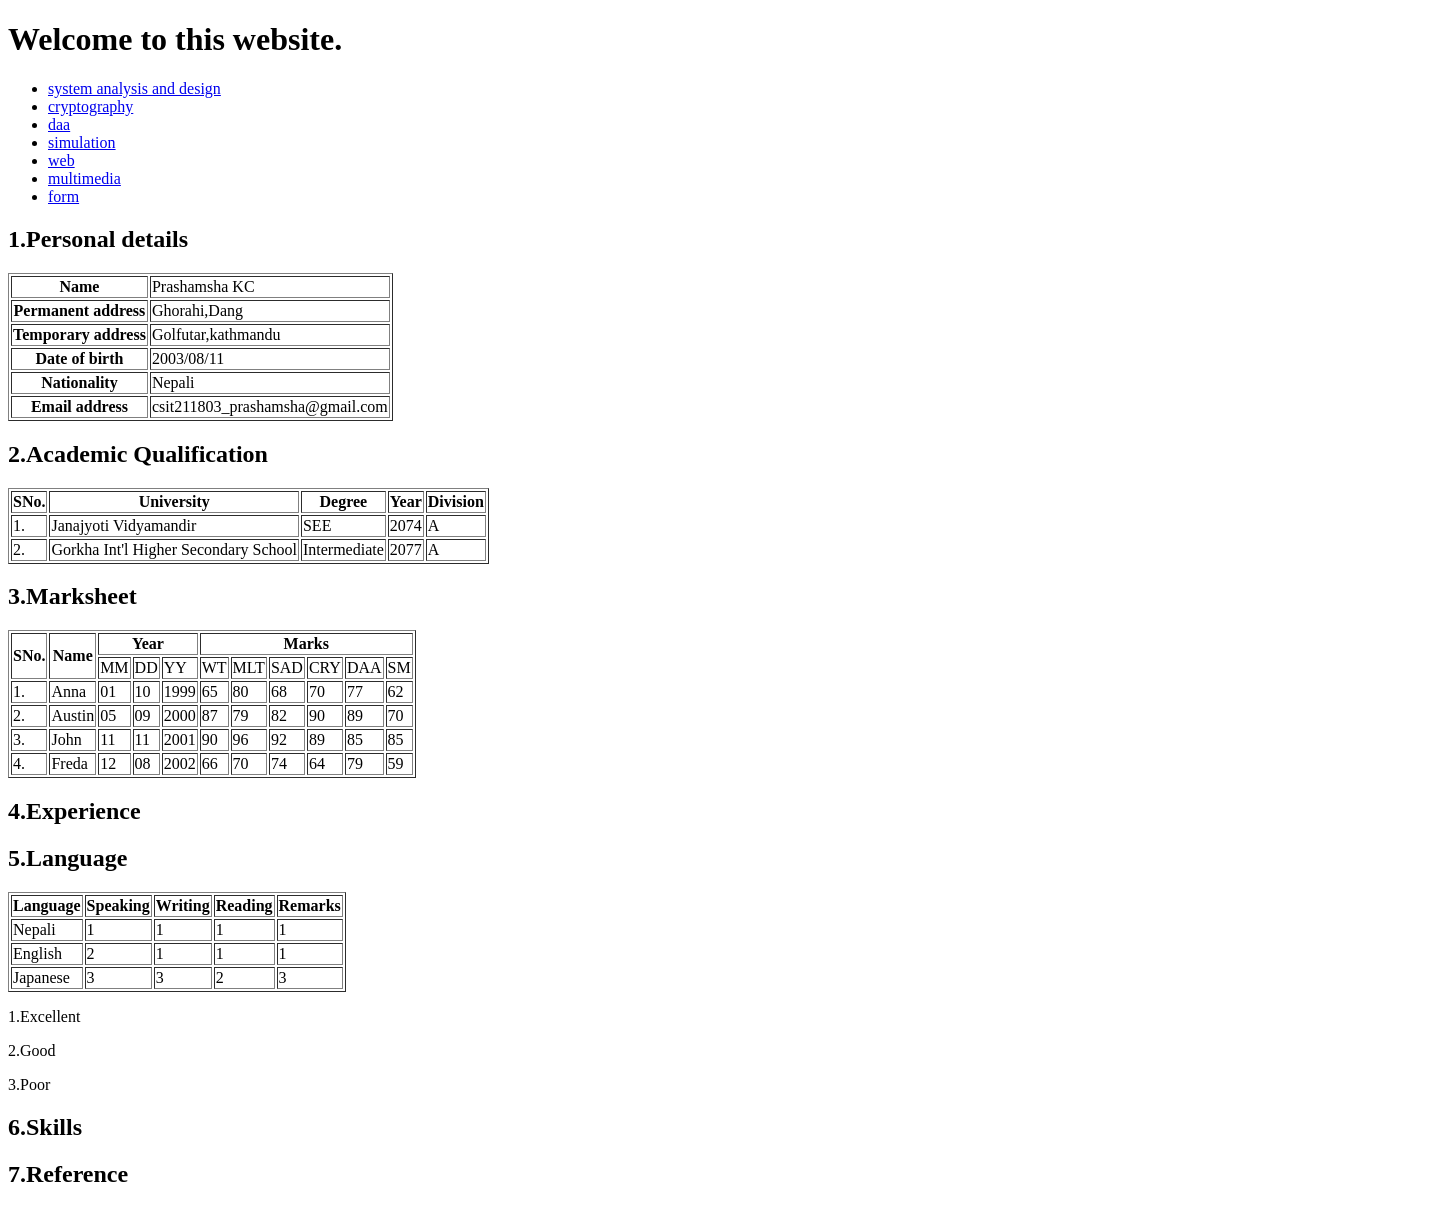 Welcome to this website.
system analysis and design
cryptography
daa
simulation
web
multimedia
form
1.Personal details
Name Prashamsha KC
Permanent address Ghorahi,Dang
Temporary address Golfutar,kathmandu
Date of birth 2003/08/11
Nationality Nepali
Email address csit211803_prashamsha@gmail.com
2.Academic Qualification
SNo. University Degree Year Division
1. Janajyoti Vidyamandir SEE 2074 A
2. Gorkha Int'l Higher Secondary School Intermediate 2077 A
3.Marksheet
SNo. Name Year Marks
MM DD YY WT MLT SAD CRY DAA SM
1. Anna 01 10 1999 65 80 68 70 77 62
2. Austin 05 09 2000 87 79 82 90 89 70
3. John 11 11 2001 90 96 92 89 85 85
4. Freda 12 08 2002 66 70 74 64 79 59
4.Experience
5.Language
Language Speaking Writing Reading Remarks
Nepali 1 1 1 1
English 2 1 1 1
Japanese 3 3 2 3
1.Excellent
2.Good
3.Poor
6.Skills
7.Reference